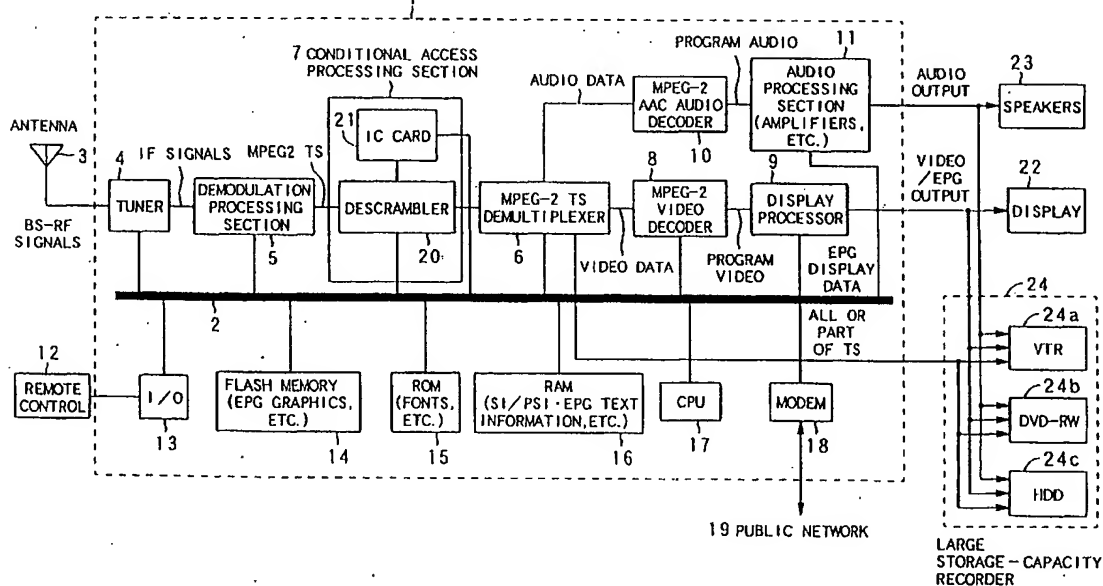 7 CONDITIONAL ACCESS
PROCESSING SECTION
PROGRAM AUDIO
11
AUDIO DATA
MPEG-2
AAC AUDIO
DECODER
10
AUDIO
PROCESSING
SECTION
(AMPLIFIERS,
ETC.)
AUDIO
OUTPUT
23
SPEAKERS
ANTENNA
3
21
IC CARD
IF SIGNALS
MPEG2 TS
4
TUNER
BS-RF
SIGNALS
DEMODULATION
PROCESSING
SECTION
5
DESCRAMBLER
20
MPEG-2 TS
DEMULTIPLEXER
6
8
MPEG-2
VIDEO
DECODER
VIDEO DATA
PROGRAM
VIDEO
9
DISPLAY
PROCESSOR
EPG
DISPLAY
DATA
VIDEO
/EPG
OUTPUT
22
DISPLAY
2
ALL OR
PART
OF TS
24
24a
VTR
24b
DVD-RW
24c
HDD
12
REMOTE
CONTROL
I/O
13
FLASH MEMORY
(EPG GRAPHICS,
ETC.)
14
ROM
(FONTS,
ETC.)
15
RAM
(SI/PSI·EPG TEXT
INFORMATION,ETC.)
16
CPU
17
MODEM
18
19 PUBLIC NETWORK
LARGE
STORAGE-CAPACITY
RECORDER